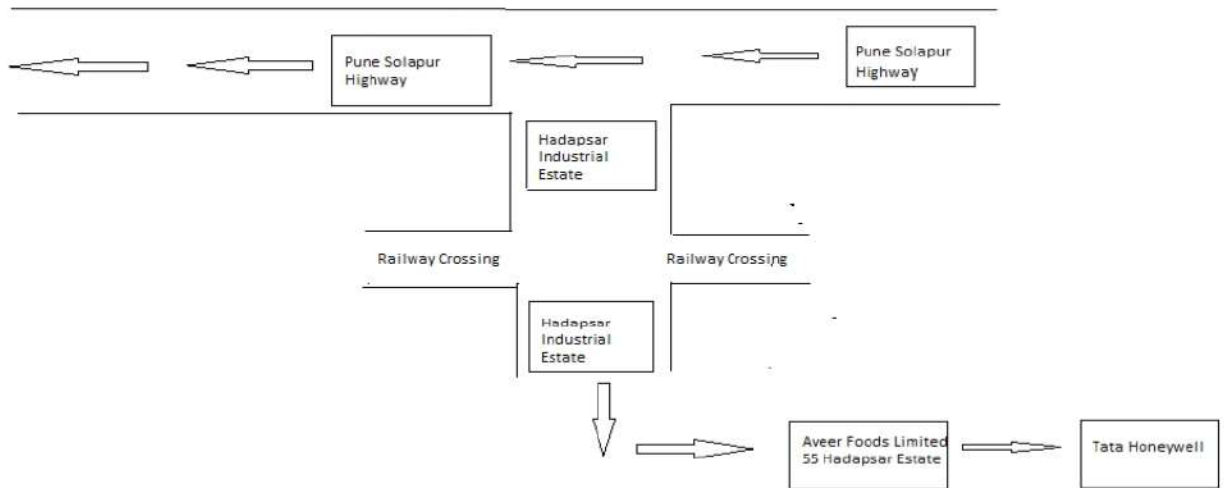 Pune Solapur
Highway
Pune Solapur
Highway
Hadapsar
Industrial
Estate
Railway Crossing
Railway Crossing
Hadapsar
Industrial
Estate
Aveer Foods Limited
55 Hadapsar Estate
Tata Honeywell